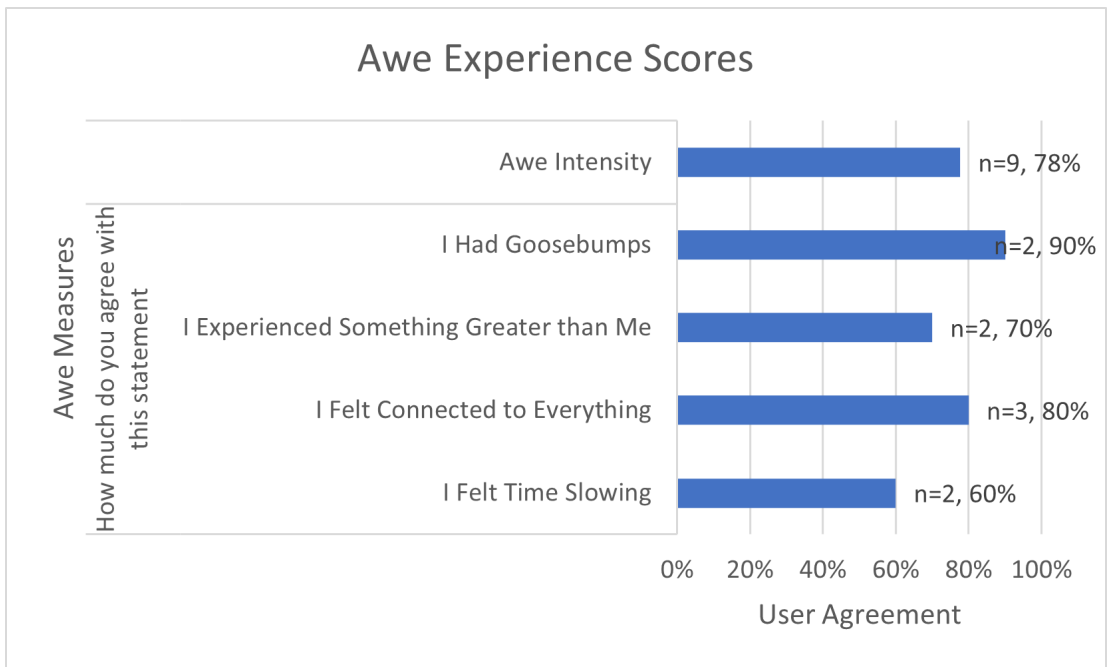 Awe Experience Scores
Awe Measures
How much do you agree with
this statement
Awe Intensity
n=9, 78%
I Had Goosebumps
n=2, 90%
I Experienced Something Greater than Me
n=2, 70%
I Felt Connected to Everything
n=3, 80%
I Felt Time Slowing
n=2, 60%
0% 20% 40% 60% 80% 100%
User Agreement